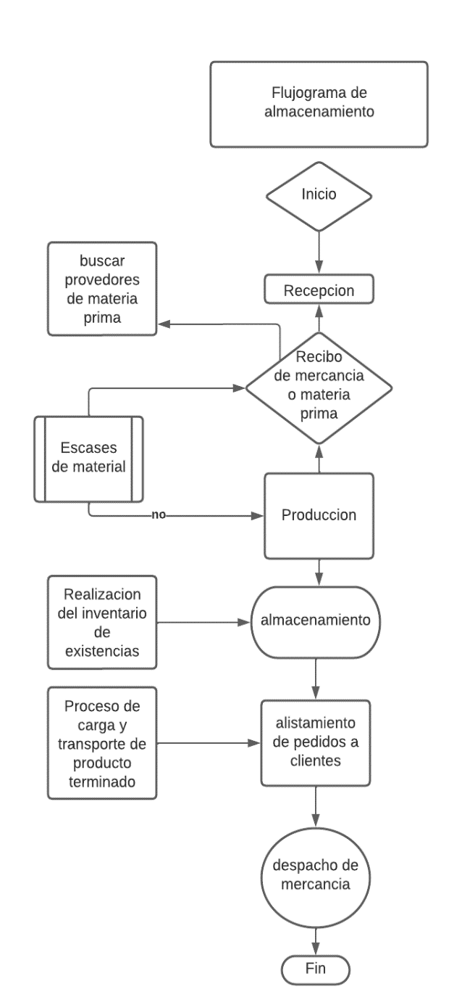 Flujograma de
almacenamiento
Inicio
Recepcion
buscar
provedores
de materia
prima
Recibo
de mercancia
o materia
prima
Escases
de material
no
Produccion
Realizacion
del inventario
de
existencias
almacenamiento
Proceso de
carga y
transporte de
producto
terminado
alistamiento
de pedidos a
clientes
despacho de
mercancia
Fin